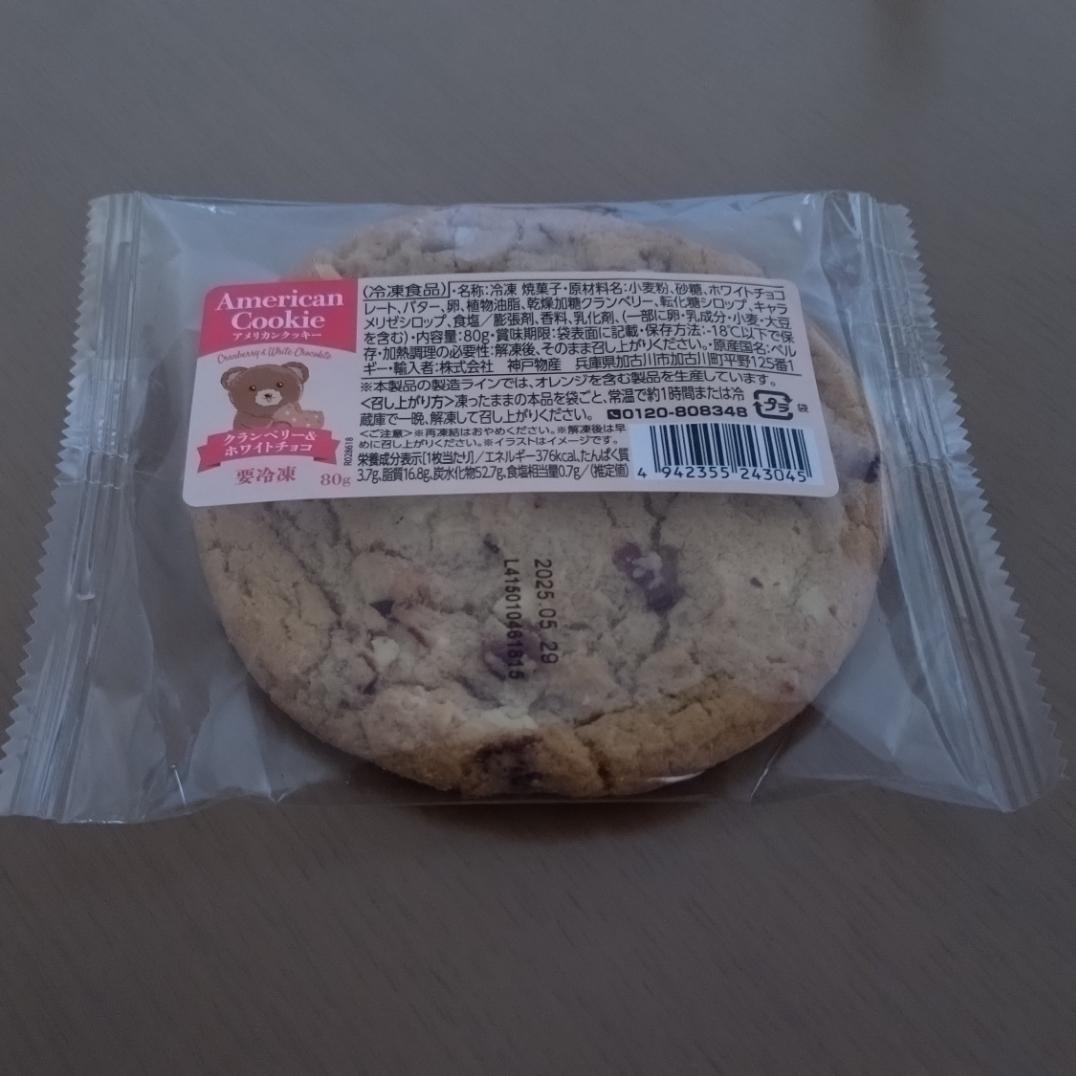 American
Cookie
アメリカンクッキー
Cranberry & White Chocolate
クランベリー&
ホワイトチョコ
要冷凍 80g
R028618
(冷凍食品)・名称:冷凍 焼菓子・原材料名:小麦粉、砂糖、ホワイトチョコ
レート、バター、卵、植物油脂、乾燥加糖クランベリー、転化糖シロップ、キャラ
メリゼシロップ、食塩/膨張剤、香料、乳化剤、(一部に卵・乳成分・小麦・大豆
を含む)・内容量:80g・賞味期限:袋表面に記載・保存方法:-18℃以下で保
存・加熱調理の必要性:解凍後、そのまま召し上がりください。・原産国名:ベル
ギー・輸入者:株式会社 神戸物産 兵庫県加古川市加古川町平野125番1
※本製品の製造ラインでは、オレンジを含む製品を生産しています。
<召し上がり方>凍ったままの本品を袋ごと、常温で約1時間または冷
蔵庫で一晩、解凍して召し上がりください。 0120-808348 プラ 袋
<ご注意>※再凍結はおやめください。※解凍後は早
めに召し上がりください。※イラストはイメージです。
栄養成分表示[1枚当たり]/エネルギー376kcal、たんぱく質
3.7g、脂質16.8g、炭水化物52.7g、食塩相当量0.7g/(推定値)
4 942355 243045
2025.05.29
L415010461815